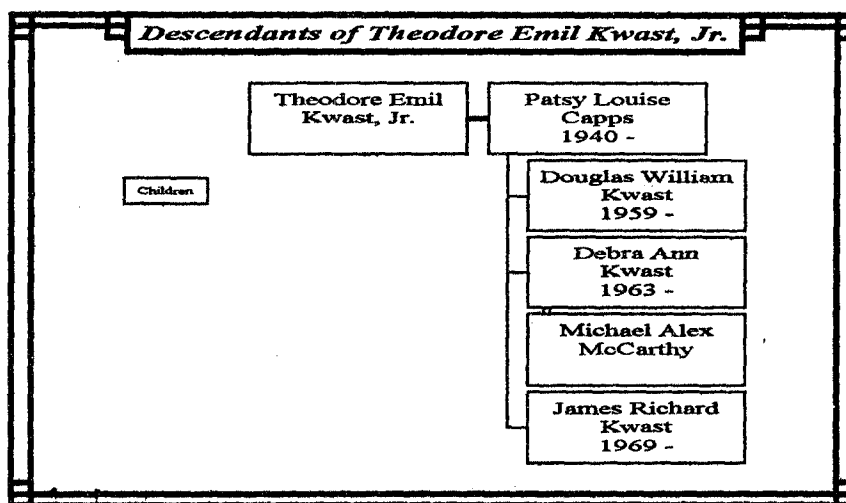 Descendants of Theodore Emil Kwast, Jr.
Theodore Emil
Kwast, Jr.
Patsy Louise
Capps
1940 -
Children
Douglas William
Kwast
1959 -
Debra Ann
Kwast
1963 -
Michael Alex
McCarthy
James Richard
Kwast
1969 -